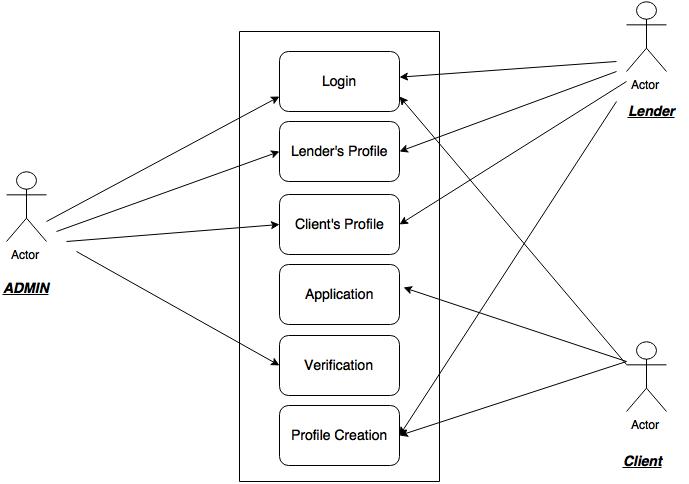 Login
Lender's Profile
Client's Profile
Application
Verification
Profile Creation
Actor
ADMIN
Actor
Lender
Actor
Client